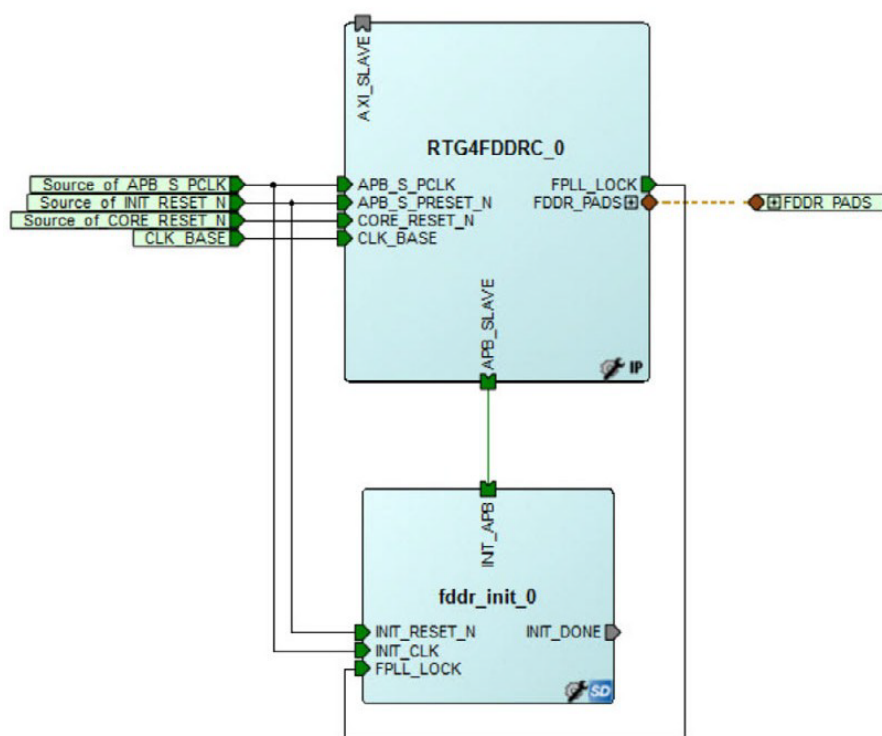 AXI_SLAVE
RTG4FDDRC_0
Source_of_APB_S_PCLK
Source_of_INIT_RESET_N
Source_of_CORE_RESET_N
CLK_BASE
APB_S_PCLK
APB_S_PRESET_N
CORE_RESET_N
CLK_BASE
FPLL_LOCK
FDDR_PADS
FDDR_PADS
APB_SLAVE
IP
INT_APB
fddr_init_0
INIT_RESET_N
INIT_CLK
FPLL_LOCK
INIT_DONE
SD